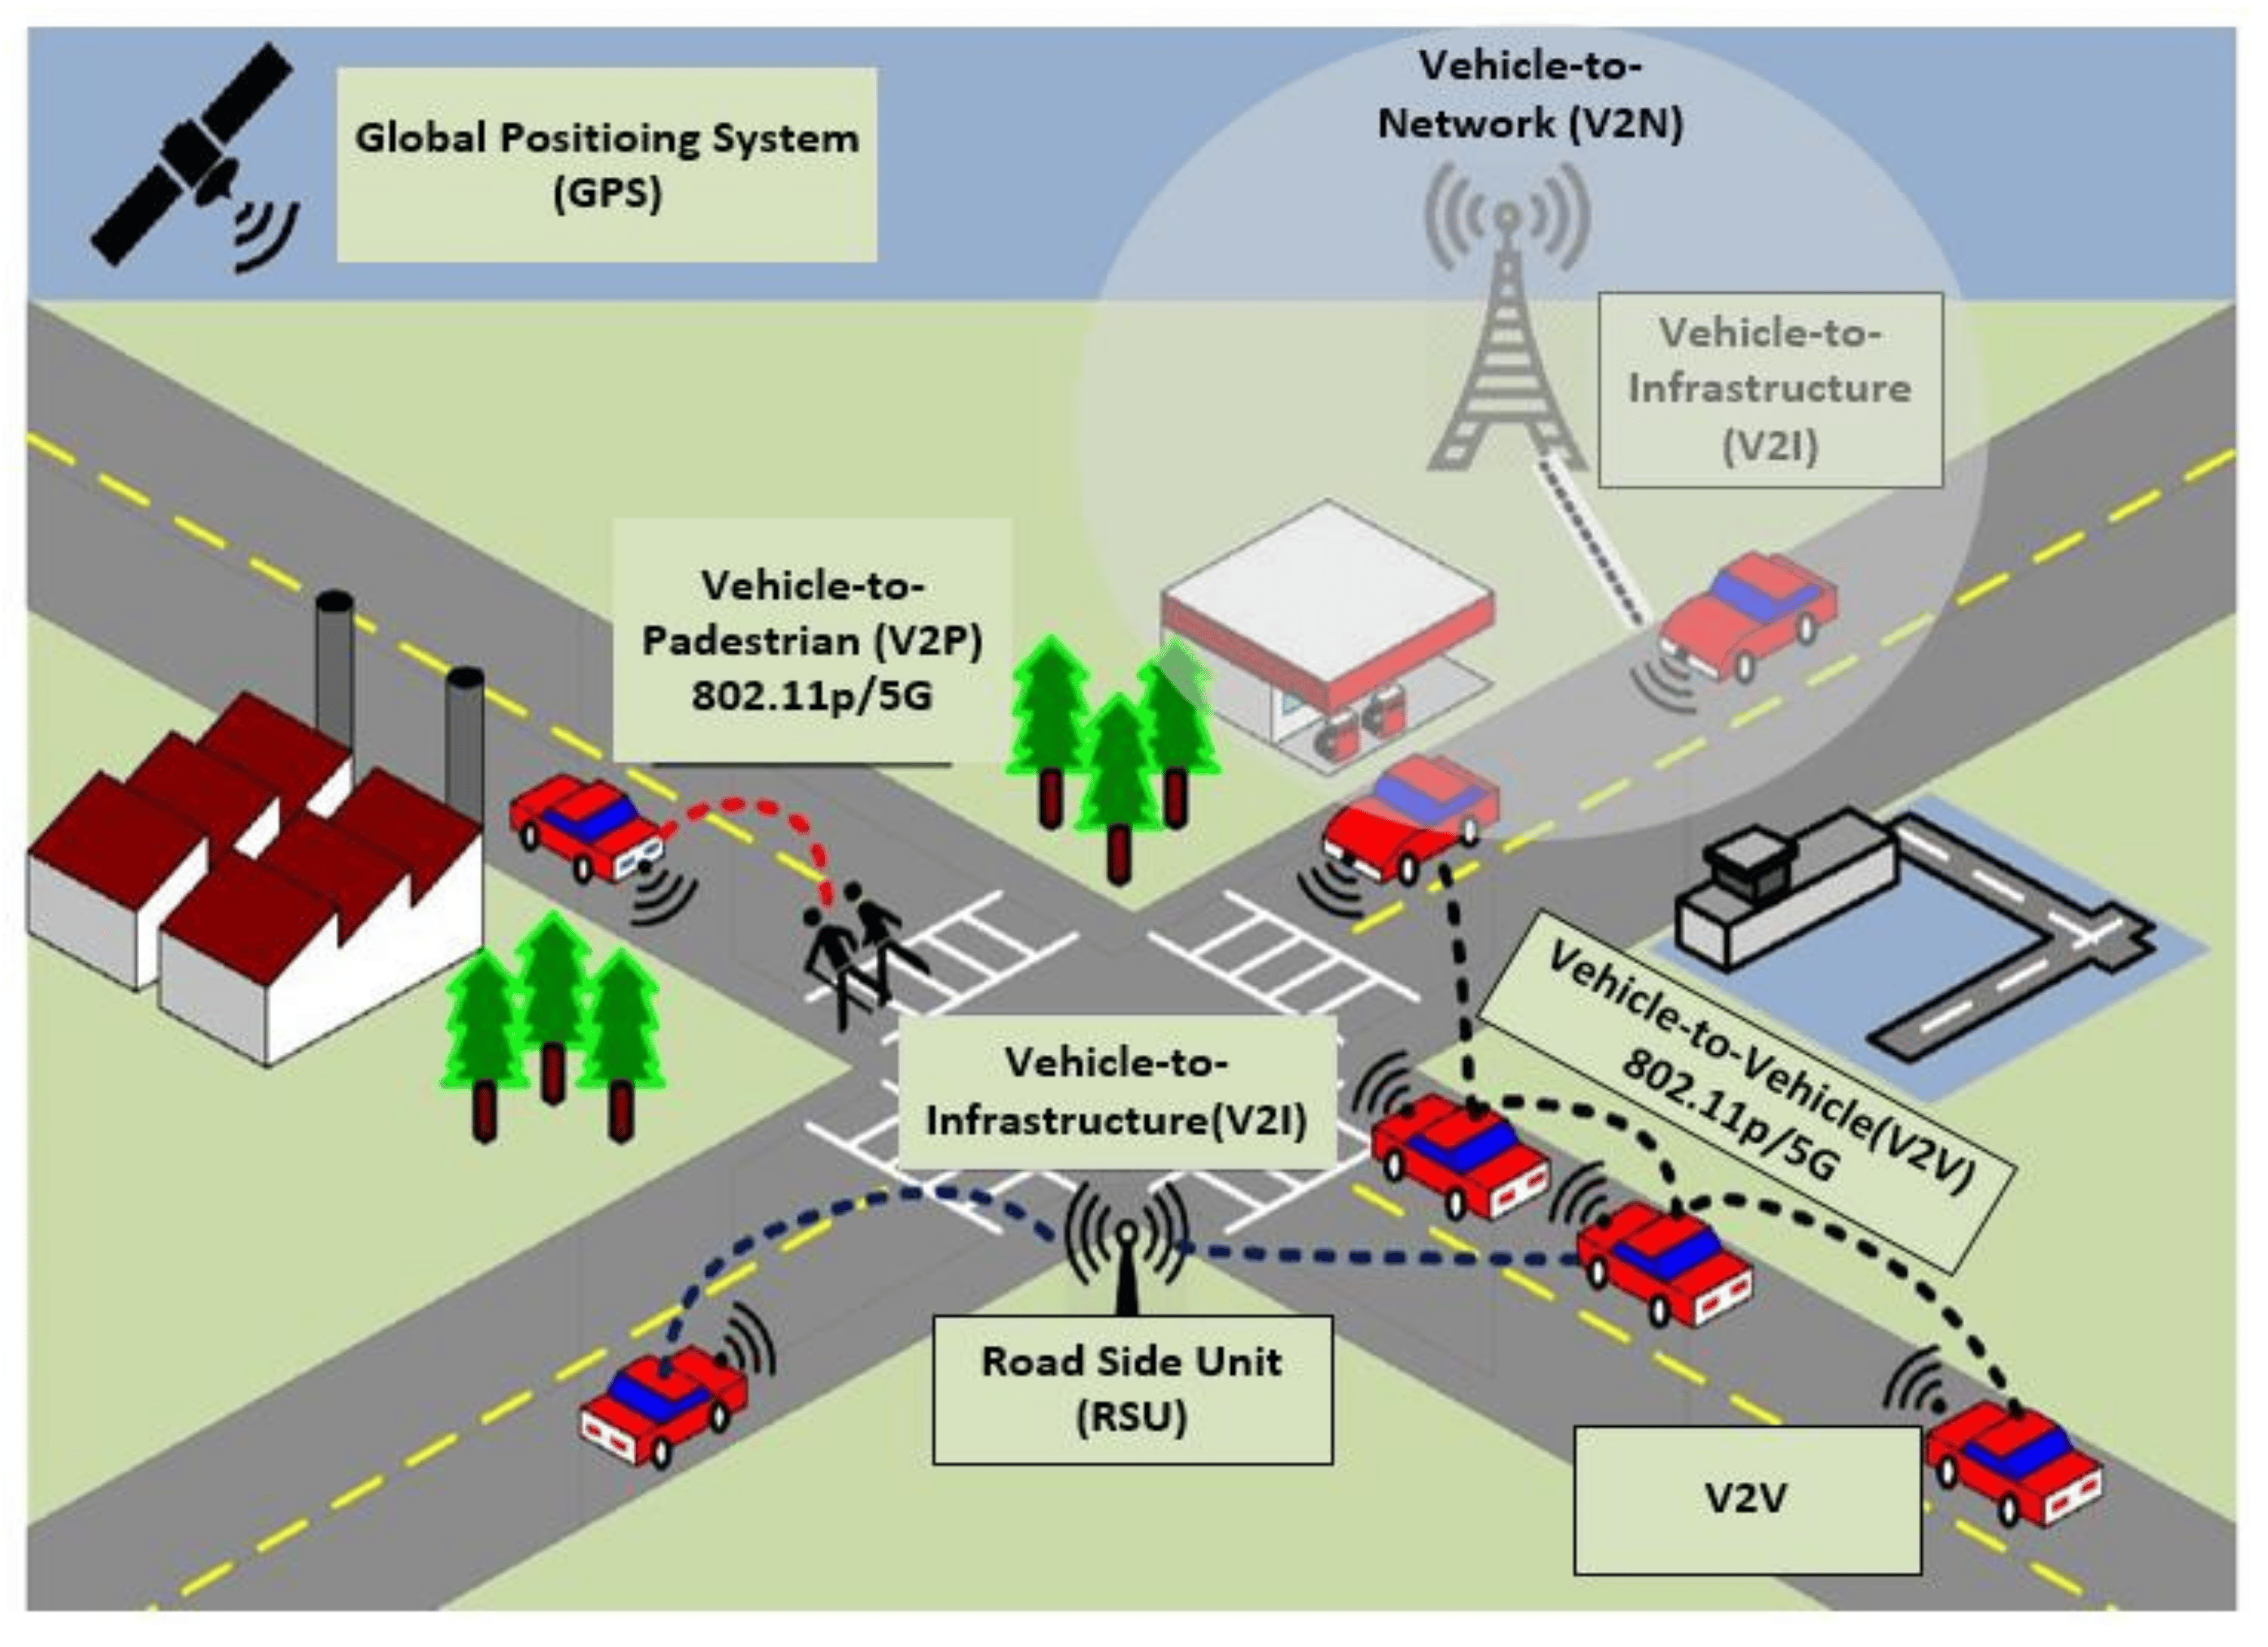 Global Positioing System
(GPS)
Vehicle-to-
Network (V2N)
Vehicle-to-
Infrastructure
(V2I)
Vehicle-to-
Padestrian (V2P)
802.11p/5G
Vehicle-to-Vehicle(V2V)
802.11p/5G
Vehicle-to-
Infrastructure(V2I)
Road Side Unit
(RSU)
V2V